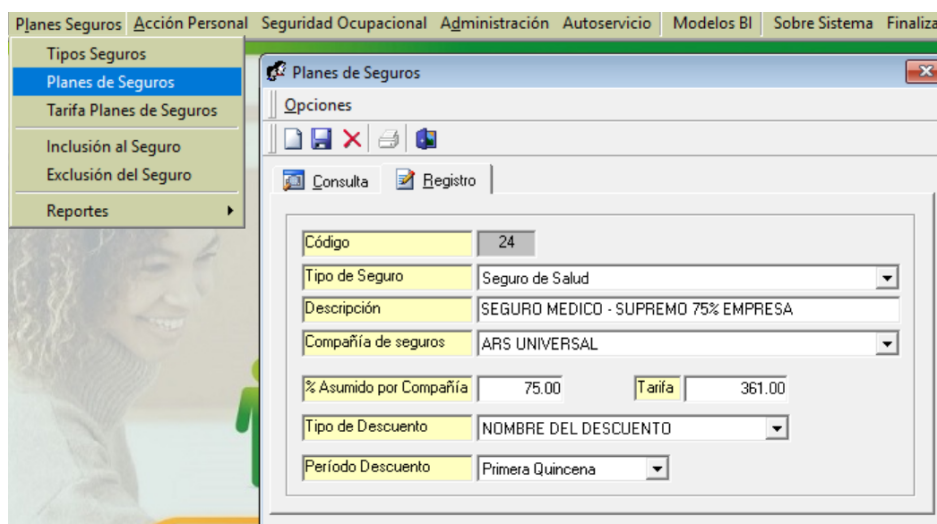 Planes Seguros Acción Personal Seguridad Ocupacional Administración Autoservicio Modelos BI Sobre Sistema Finaliza
Tipos Seguros
Planes de Seguros
Tarifa Planes de Seguros
Inclusión al Seguro
Exclusión del Seguro
Reportes
Planes de Seguros
Opciones
Consulta Registro
Código 24
Tipo de Seguro Seguro de Salud
Descripción SEGURO MEDICO - SUPREMO 75% EMPRESA
Compañía de seguros ARS UNIVERSAL
% Asumido por Compañía 75.00 Tarifa 361.00
Tipo de Descuento NOMBRE DEL DESCUENTO
Período Descuento Primera Quincena